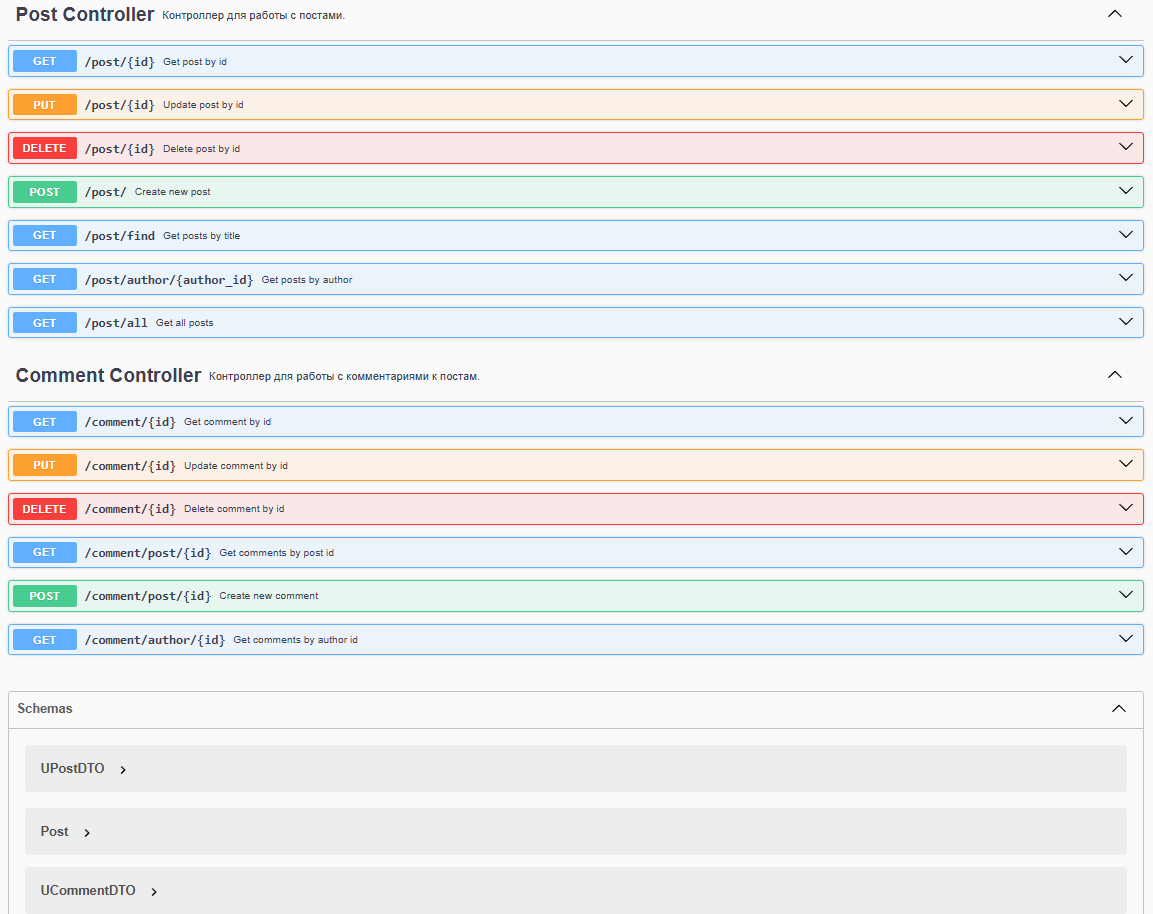 Post Controller Контроллер для работы с постами.
GET /post/{id} Get post by id
PUT /post/{id} Update post by id
DELETE /post/{id} Delete post by id
POST /post/ Create new post
GET /post/find Get posts by title
GET /post/author/{author_id} Get posts by author
GET /post/all Get all posts
Comment Controller Контроллер для работы с комментариями к постам.
GET /comment/{id} Get comment by id
PUT /comment/{id} Update comment by id
DELETE /comment/{id} Delete comment by id
GET /comment/post/{id} Get comments by post id
POST /comment/post/{id} Create new comment
GET /comment/author/{id} Get comments by author id
Schemas
UPostDTO
Post
UCommentDTO